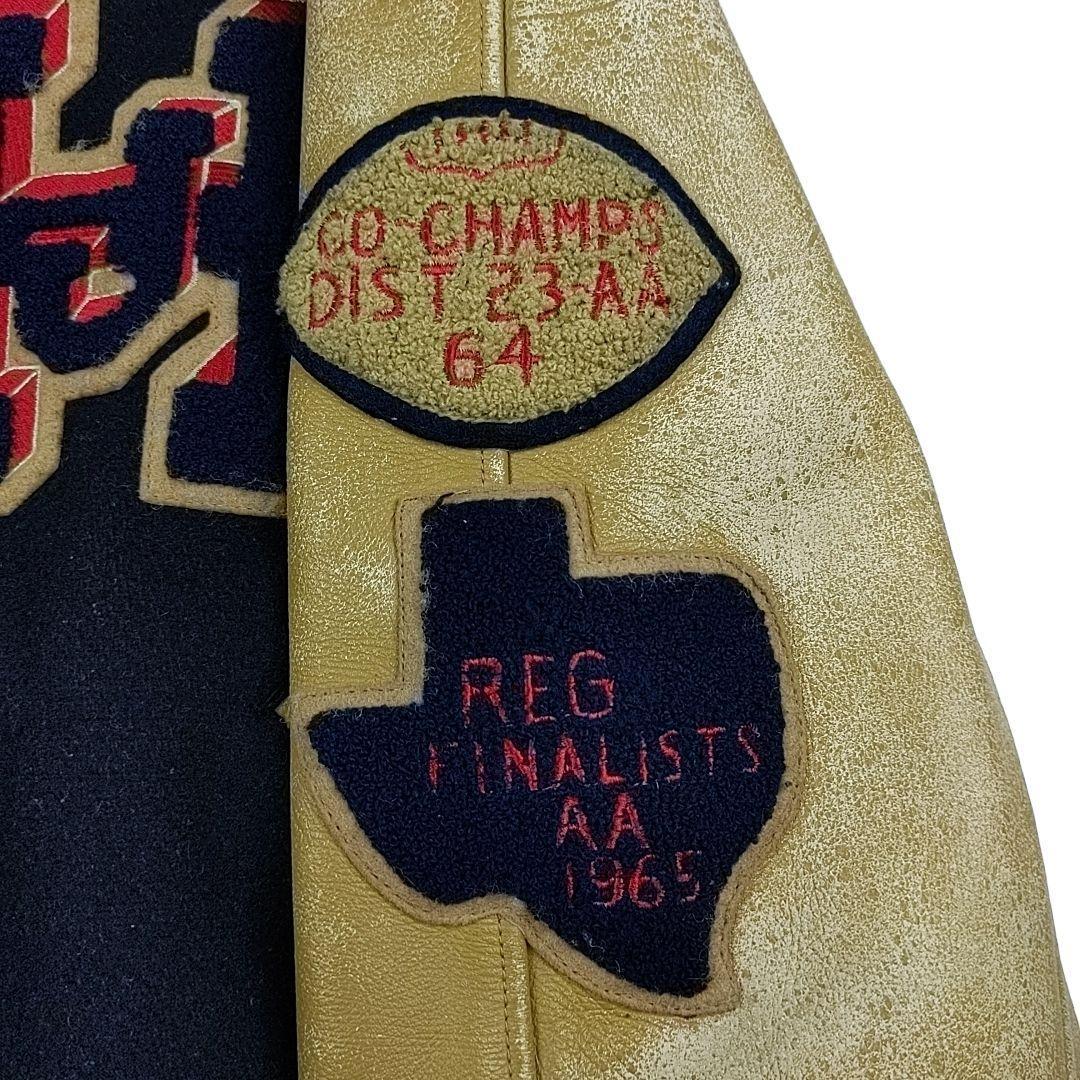 CO-CHAMPS
DIST 23-AA
64
REG
FINALISTS
AA
1965